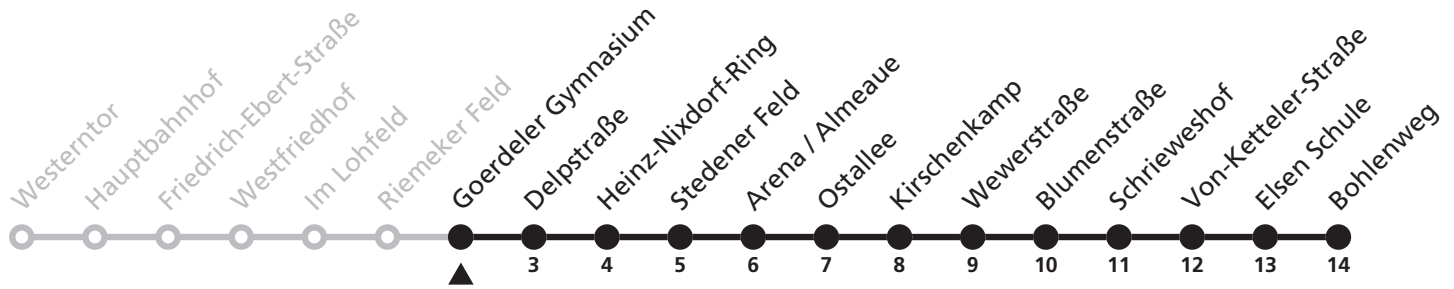 Westerntor
Hauptbahnhof
Friedrich-Ebert-Straße
Westfriedhof
Im Lohfeld
Riemeker Feld
Goerdeler Gymnasium
Delpstraße
Heinz-Nixdorf-Ring
Stedener Feld
Arena / Almeaue
Ostallee
Kirschenkamp
Wewerstraße
Blumenstraße
Schrieweshof
Von-Ketteler-Straße
Elsen Schule
Bohlenweg
3 4 5 6 7 8 9 10 11 12 13 14